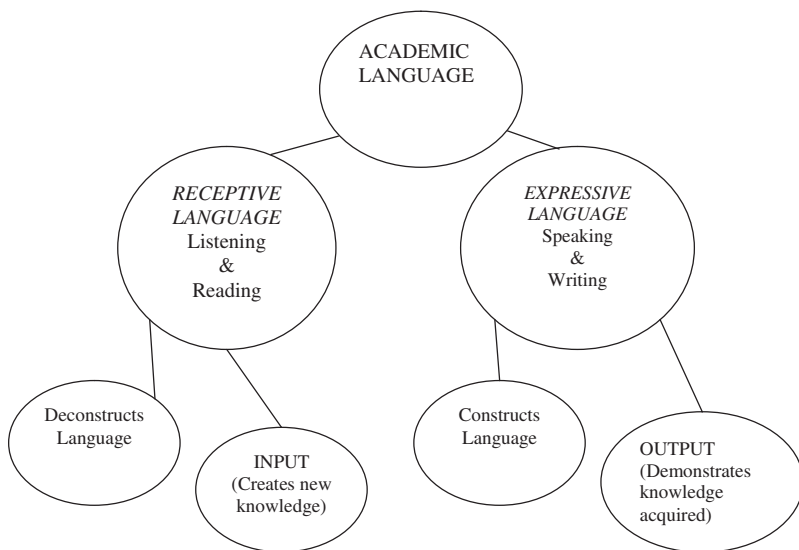 ACADEMIC
LANGUAGE
RECEPTIVE
LANGUAGE
Listening
&
Reading
EXPRESSIVE
LANGUAGE
Speaking
&
Writing
Deconstructs
Language
INPUT
(Creates new
knowledge)
Constructs
Language
OUTPUT
(Demonstrates
knowledge
acquired)